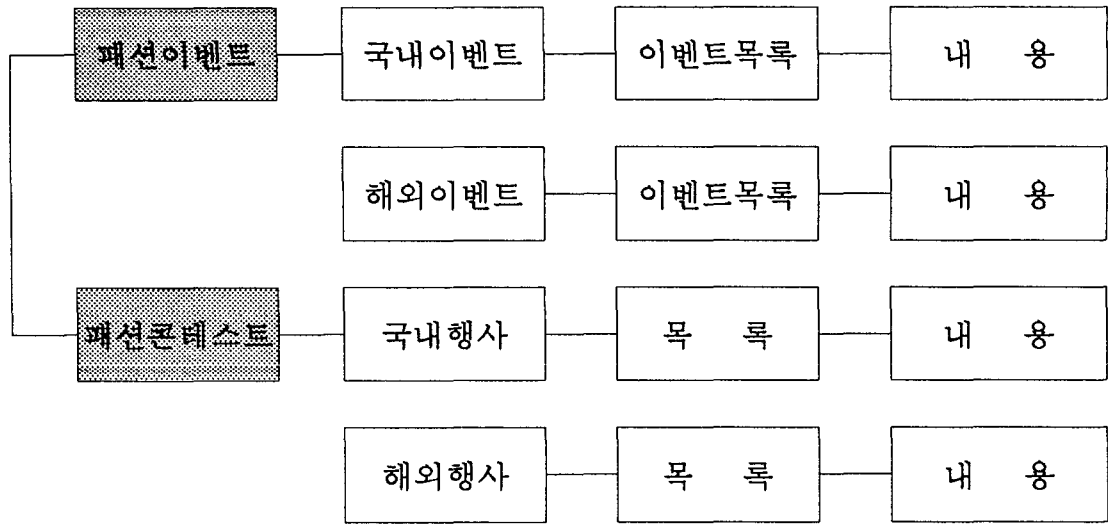 패션이벤트 국내이벤트 이벤트목록 내 용
해외이벤트 이벤트목록 내 용
패션콘테스트 국내행사 목 록 내 용
해외행사 목 록 내 용